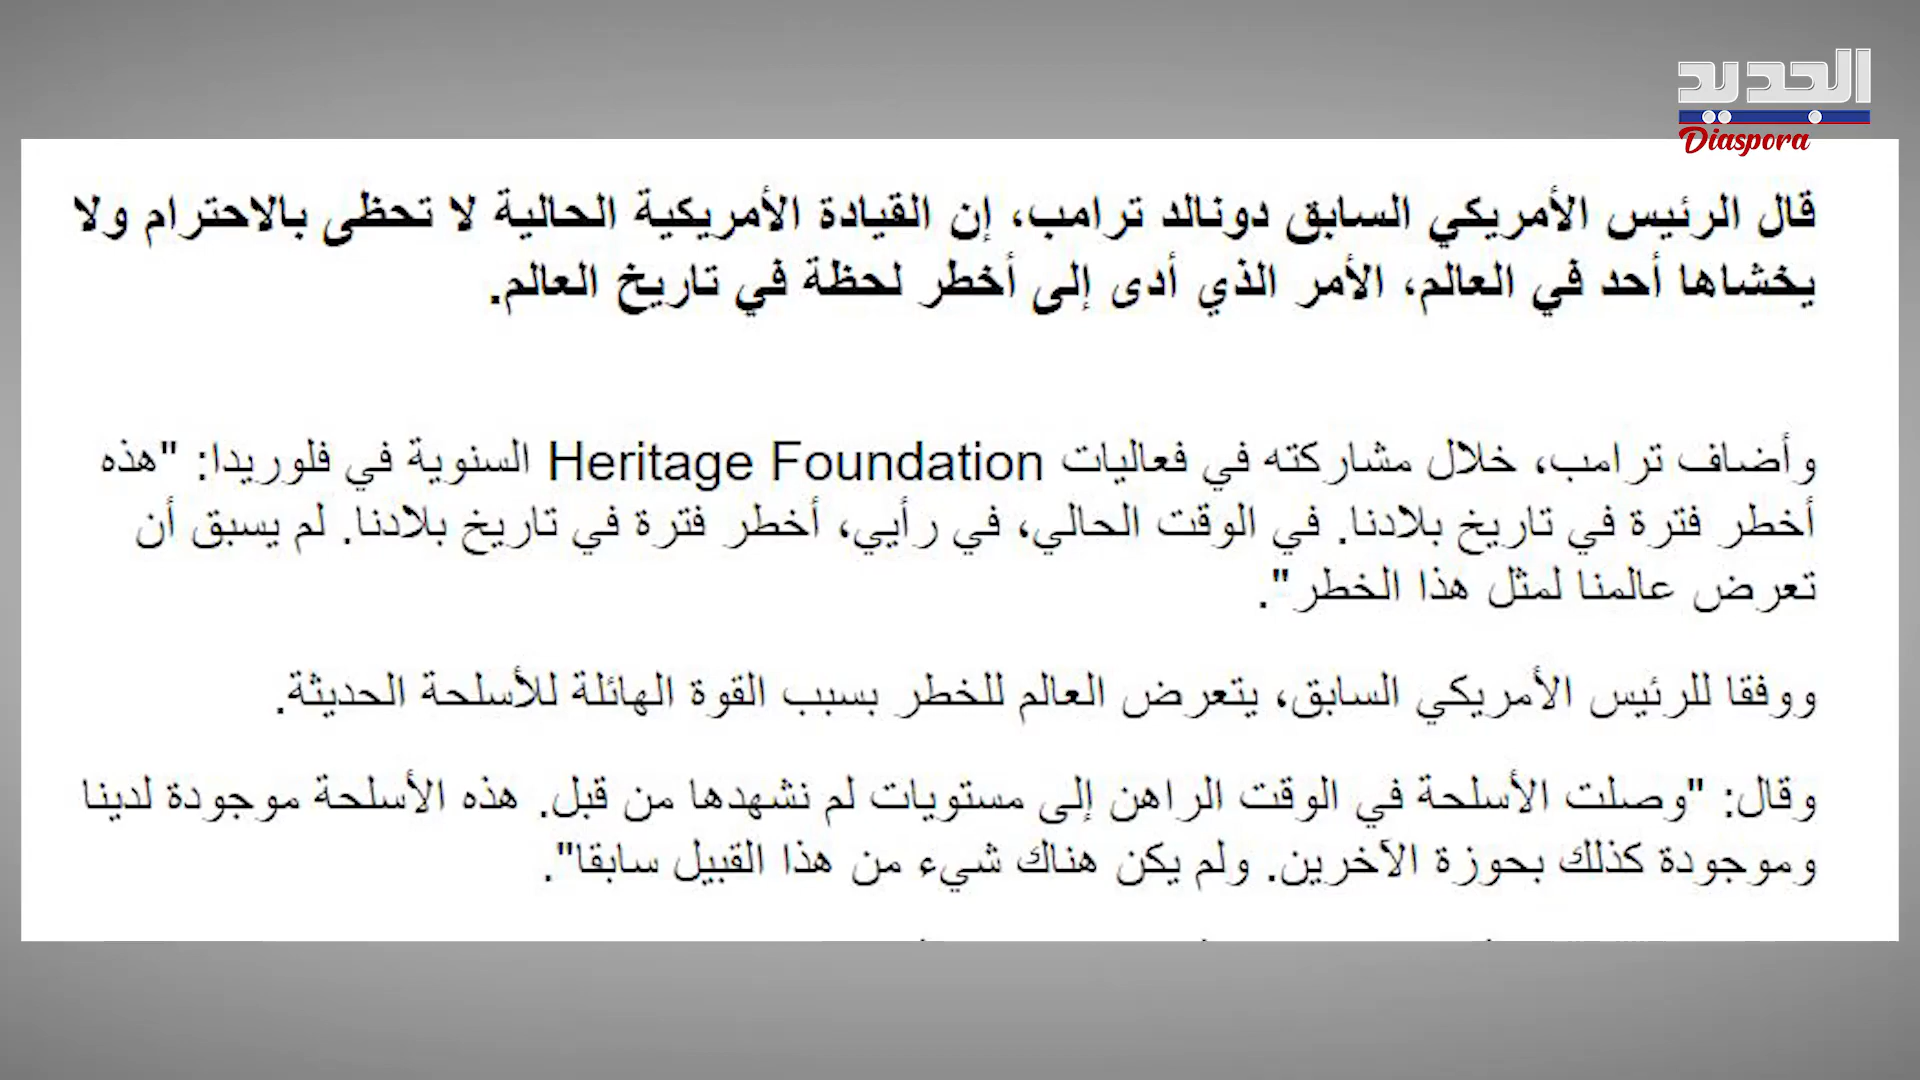 الجديد
Diaspora
قال الرئيس الأمريكي السابق دونالد ترامب، إن القيادة الأمريكية الحالية لا تحظى بالاحترام ولا
يخشاها أحد في العالم، الأمر الذي أدى إلى أخطر لحظة في تاريخ العالم.
وأضاف ترامب، خلال مشاركته في فعاليات Heritage Foundation السنوية في فلوريدا: "هذه
أخطر فترة في تاريخ بلادنا. في الوقت الحالي، في رأيي، أخطر فترة في تاريخ بلادنا. لم يسبق أن
تعرض عالمنا لمثل هذا الخطر".
ووفقا للرئيس الأمريكي السابق، يتعرض العالم للخطر بسبب القوة الهائلة للأسلحة الحديثة.
وقال: "وصلت الأسلحة في الوقت الراهن إلى مستويات لم نشهدها من قبل. هذه الأسلحة موجودة لدينا
وموجودة كذلك بحوزة الآخرين. ولم يكن هناك شيء من هذا القبيل سابقا".